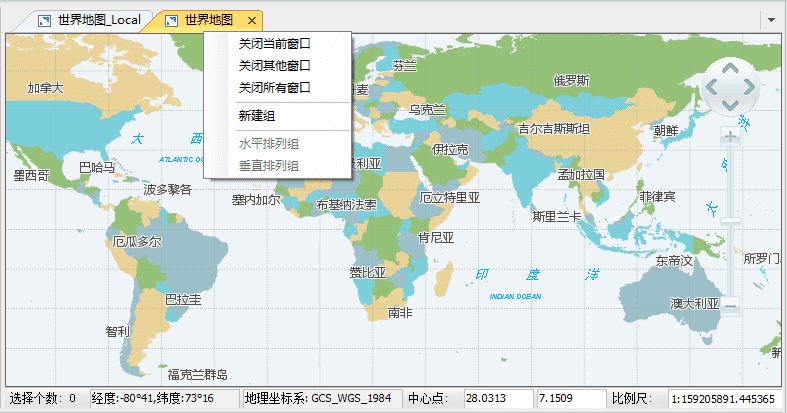 世界地图_Local
世界地图
关闭当前窗口
关闭其他窗口
关闭所有窗口
新建组
水平排列组
垂直排列组
加拿大
芬兰
俄罗斯
麦
乌克兰
大 西
ATLANTIC OC
吉尔吉斯斯坦
朝鲜
巴哈马
伊拉克
墨西哥
利亚
孟加拉国
波多黎各
塞内加尔
布基纳法索
厄立特里亚
菲律宾
斯里兰卡
大
厄瓜多尔
肯尼亚
东帝汶
所罗门
赞比亚
印 度 洋
INDIAN OCEAN
巴拉圭
澳大利亚
南非
智利
新
福克兰群岛
选择个数: 0
经度:-80°41,纬度:73°16
地理坐标系: GCS_WGS_1984
中心点:
28.0313
7.1509
比例尺:
1:159205891.445365